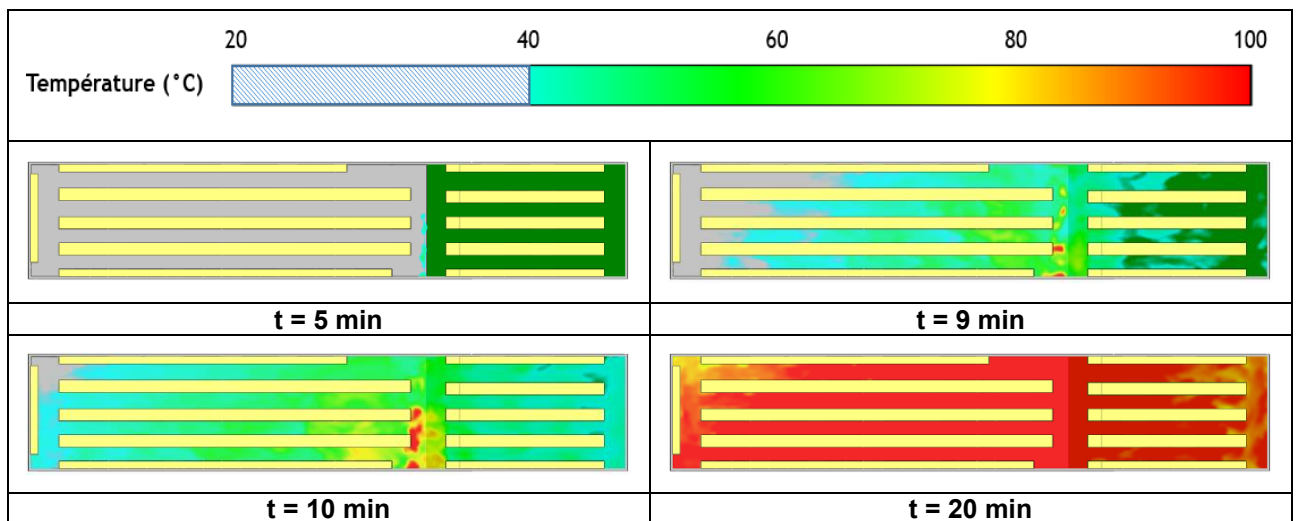 20 40 60 80 100
Température (°C)
t = 5 min t = 9 min
t = 10 min t = 20 min